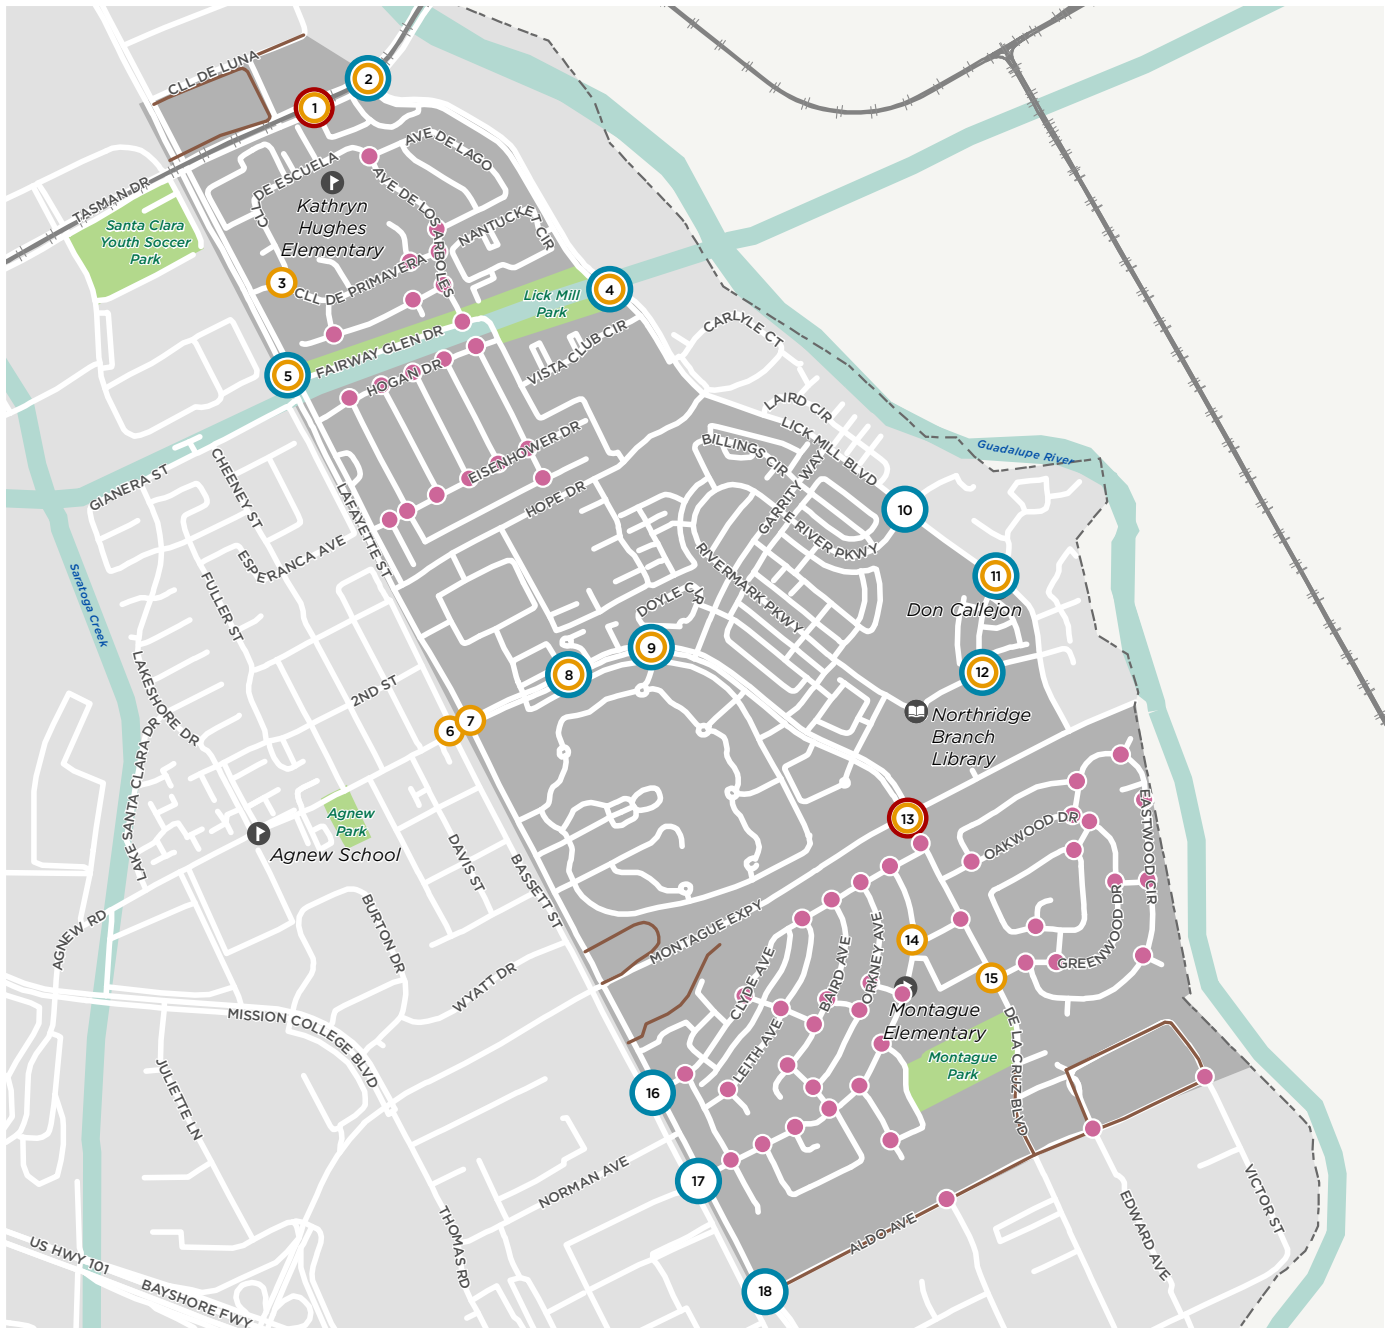 CLL DE LUNA
2
1
AVE DE LAGO
CLL DE ESCUELA
TASMAN DR
AVE DE LOS ARBOLES
Kathryn
Hughes
Elementary
NANTUCKET CIR
Santa Clara
Youth Soccer
Park
3
CLL DE PRIMAVERA
4
Lick Mill
Park
FAIRWAY GLEN DR
VISTA CLUB CIR
CARLYLE CT
5
HOGAN DR
LAIRD CIR
LICK MILL BLVD
BILLINGS CIR
Guadalupe River
GIANERA ST
CHEENEY ST
EISENHOWER DR
HOPE DR
GARRITY WAY
10
LAFAYETTE ST
E RIVER PKWY
ESPERANCA AVE
RIVERMARK PKWY
11
Don Callejon
Saratoga Creek
FULLER ST
DOYLE CIR
9
8
12
LAKESHORE DR
2ND ST
6
7
Northridge
Branch
Library
LAKE SANTA CLARA DR
Agnew
Park
Agnew School
13
OAKWOOD DR
EASTWOOD CIR
DAVIS ST
BASSETT ST
MONTAGUE EXPY
AGNEW RD
BURTON DR
WYATT DR
CLYDE AVE
BAIRD AVE
ORKNEY AVE
14
15
GREENWOOD DR
Montague
Elementary
MISSION COLLEGE BLVD
LEITH AVE
DE LA CRUZ BLVD
Montague
Park
JULIETTE LN
16
17
NORMAN AVE
THOMAS RD
ALDO AVE
EDWARD AVE
VICTOR ST
US HWY 101
BAYSHORE FWY
18